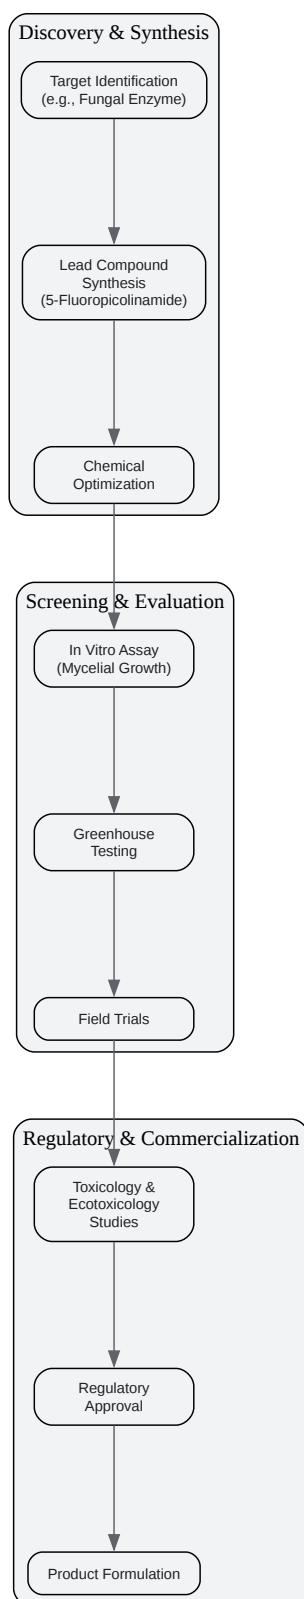 Discovery & Synthesis
Target Identification
(e.g., Fungal Enzyme)
Lead Compound
Synthesis
(5-Fluoropicolinamide)
Chemical
Optimization
Screening & Evaluation
In Vitro Assay
(Mycelial Growth)
Greenhouse
Testing
Field Trials
Regulatory & Commercialization
Toxicology &
Ecotoxicology
Studies
Regulatory
Approval
Product Formulation